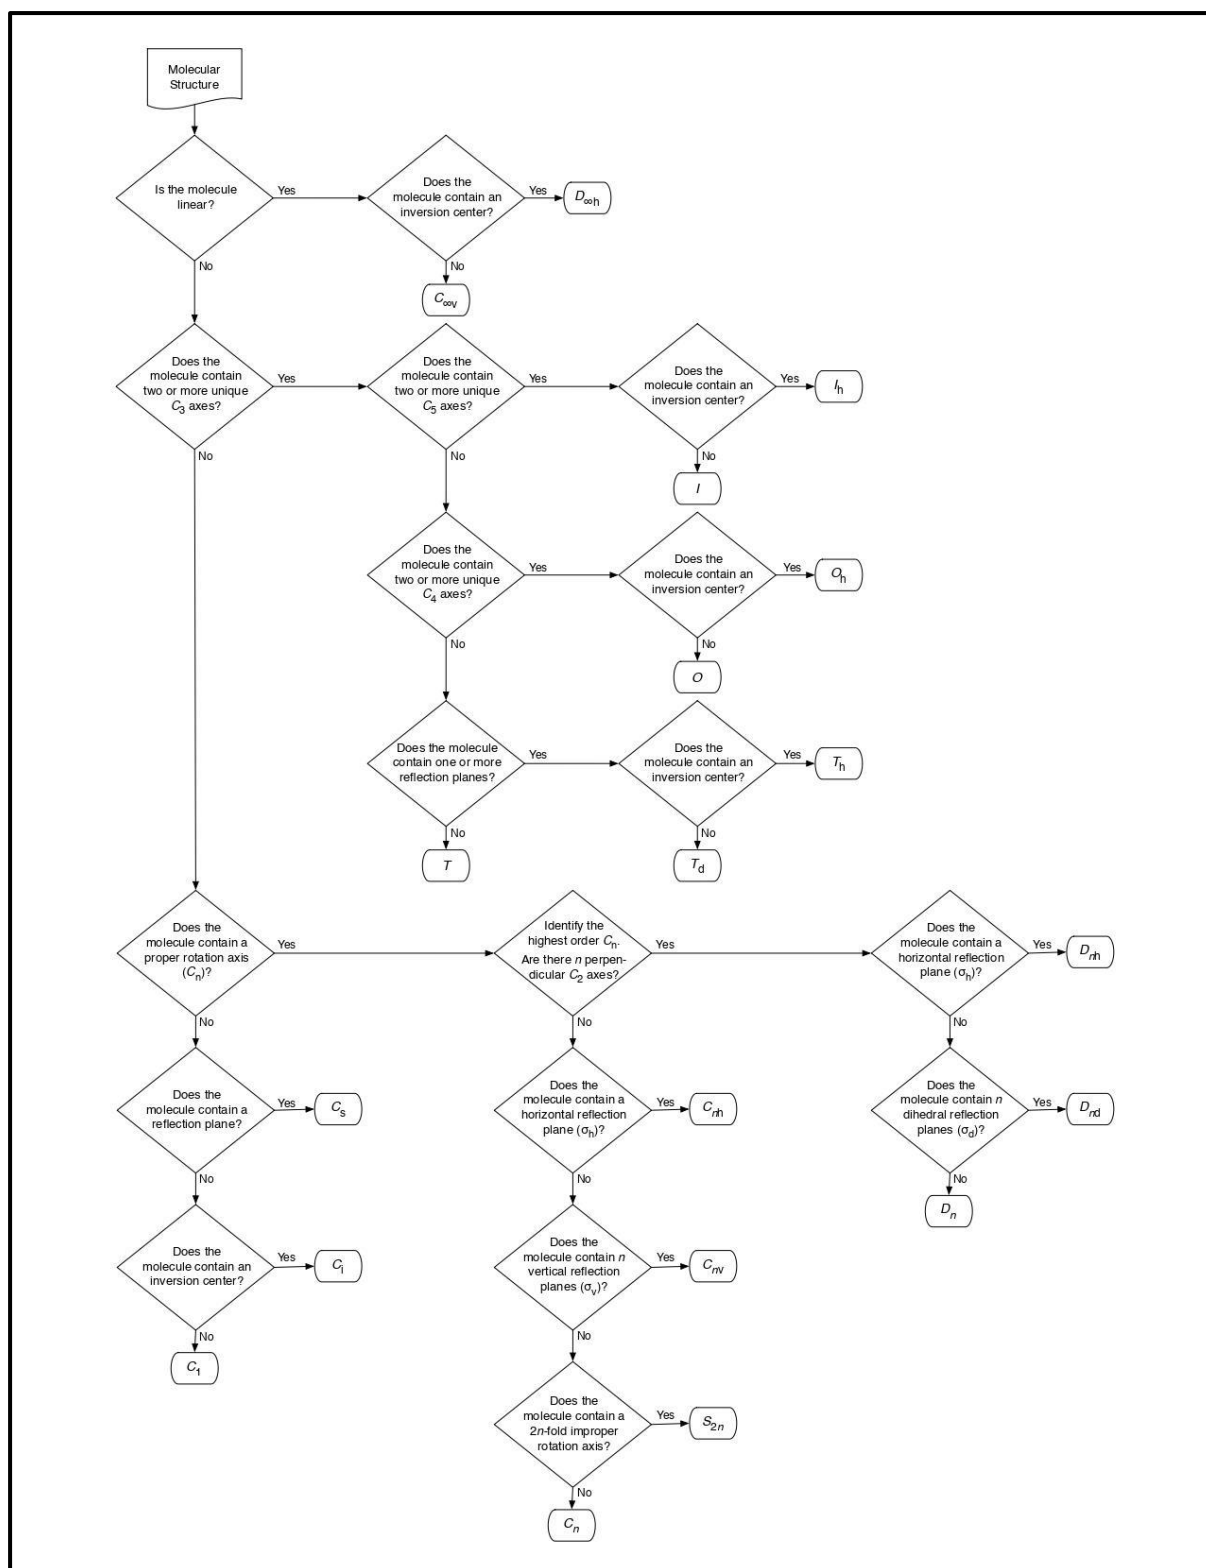 Molecular
Structure
Is the molecule
linear?
Yes
Does the
molecule contain an
inversion center?
Yes
D∞h
No
No
C∞v
Does the
molecule contain
two or more unique
C3 axes?
Yes
Does the
molecule contain
two or more unique
C5 axes?
Yes
Does the
molecule contain an
inversion center?
Yes
Ih
No
No
No
I
Does the
molecule contain
two or more unique
C4 axes?
Yes
Does the
molecule contain an
inversion center?
Yes
Oh
No
No
O
Does the molecule
contain one or more
reflection planes?
Yes
Does the
molecule contain an
inversion center?
Yes
Th
No
No
T
Td
Does the
molecule contain a
proper rotation axis
(Cn)?
Yes
Identify the
highest order Cn.
Are there n perpen-
dicular C2 axes?
Yes
Does the
molecule contain a
horizontal reflection
plane (σh)?
Yes
Dnh
No
No
No
Does the
molecule contain a
reflection plane?
Yes
Cs
Does the
molecule contain a
horizontal reflection
plane (σh)?
Yes
Cnh
Does the
molecule contain n
dihedral reflection
planes (σd)?
Yes
Dnd
No
No
No
Dn
Does the
molecule contain an
inversion center?
Yes
Ci
Does the
molecule contain n
vertical reflection
planes (σv)?
Yes
Cnv
No
No
C1
Does the
molecule contain a
2n-fold improper
rotation axis?
Yes
S2n
No
Cn